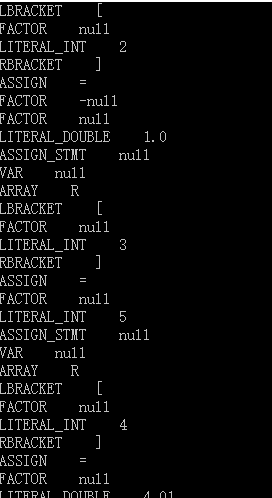 LBRACKET [
FACTOR null
LITERAL_INT 2
RBRACKET ]
ASSIGN =
FACTOR -null
FACTOR null
LITERAL_DOUBLE 1.0
ASSIGN_STMT null
VAR null
ARRAY R
LBRACKET [
FACTOR null
LITERAL_INT 3
RBRACKET ]
ASSIGN =
FACTOR null
LITERAL_INT 5
ASSIGN_STMT null
VAR null
ARRAY R
LBRACKET [
FACTOR null
LITERAL_INT 4
RBRACKET ]
ASSIGN =
FACTOR null
LITERAL_DOUBLE 4.01